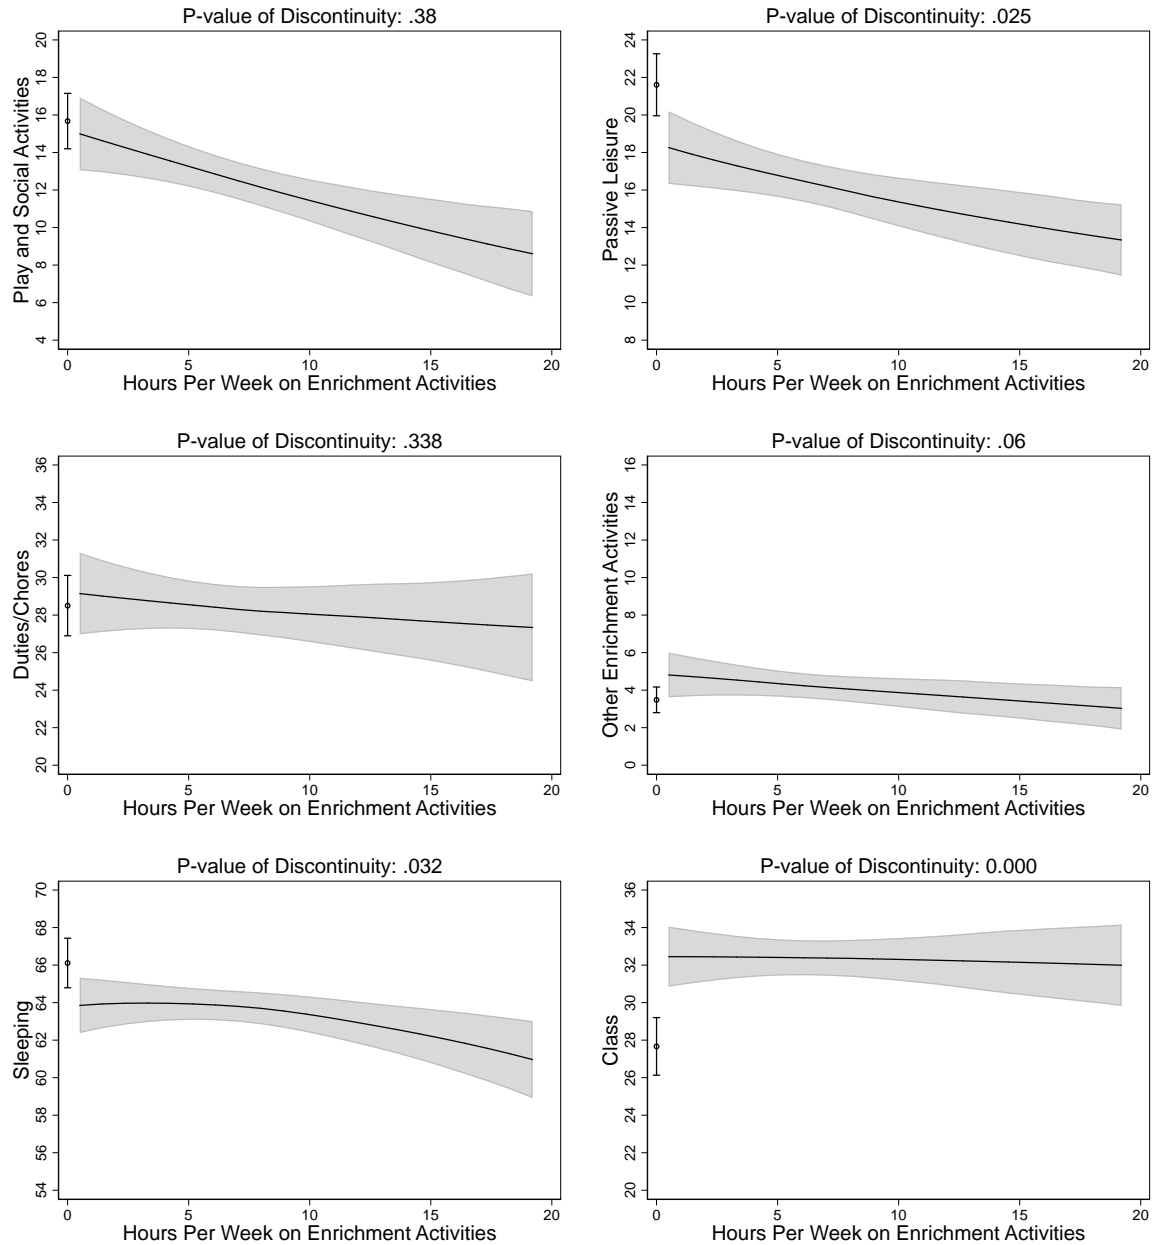 P-value of Discontinuity: .38
Play and Social Activities
20
18
16
14
12
10
8
6
4
0 5 10 15 20
Hours Per Week on Enrichment Activities
P-value of Discontinuity: .025
Passive Leisure
24
22
20
18
16
14
12
10
8
0 5 10 15 20
Hours Per Week on Enrichment Activities
P-value of Discontinuity: .338
Duties/Chores
36
34
32
30
28
26
24
22
20
0 5 10 15 20
Hours Per Week on Enrichment Activities
P-value of Discontinuity: .06
Other Enrichment Activities
16
14
12
10
8
6
4
2
0
0 5 10 15 20
Hours Per Week on Enrichment Activities
P-value of Discontinuity: .032
Sleeping
70
68
66
64
62
60
58
56
54
0 5 10 15 20
Hours Per Week on Enrichment Activities
P-value of Discontinuity: 0.000
Class
36
34
32
30
28
26
24
22
20
0 5 10 15 20
Hours Per Week on Enrichment Activities